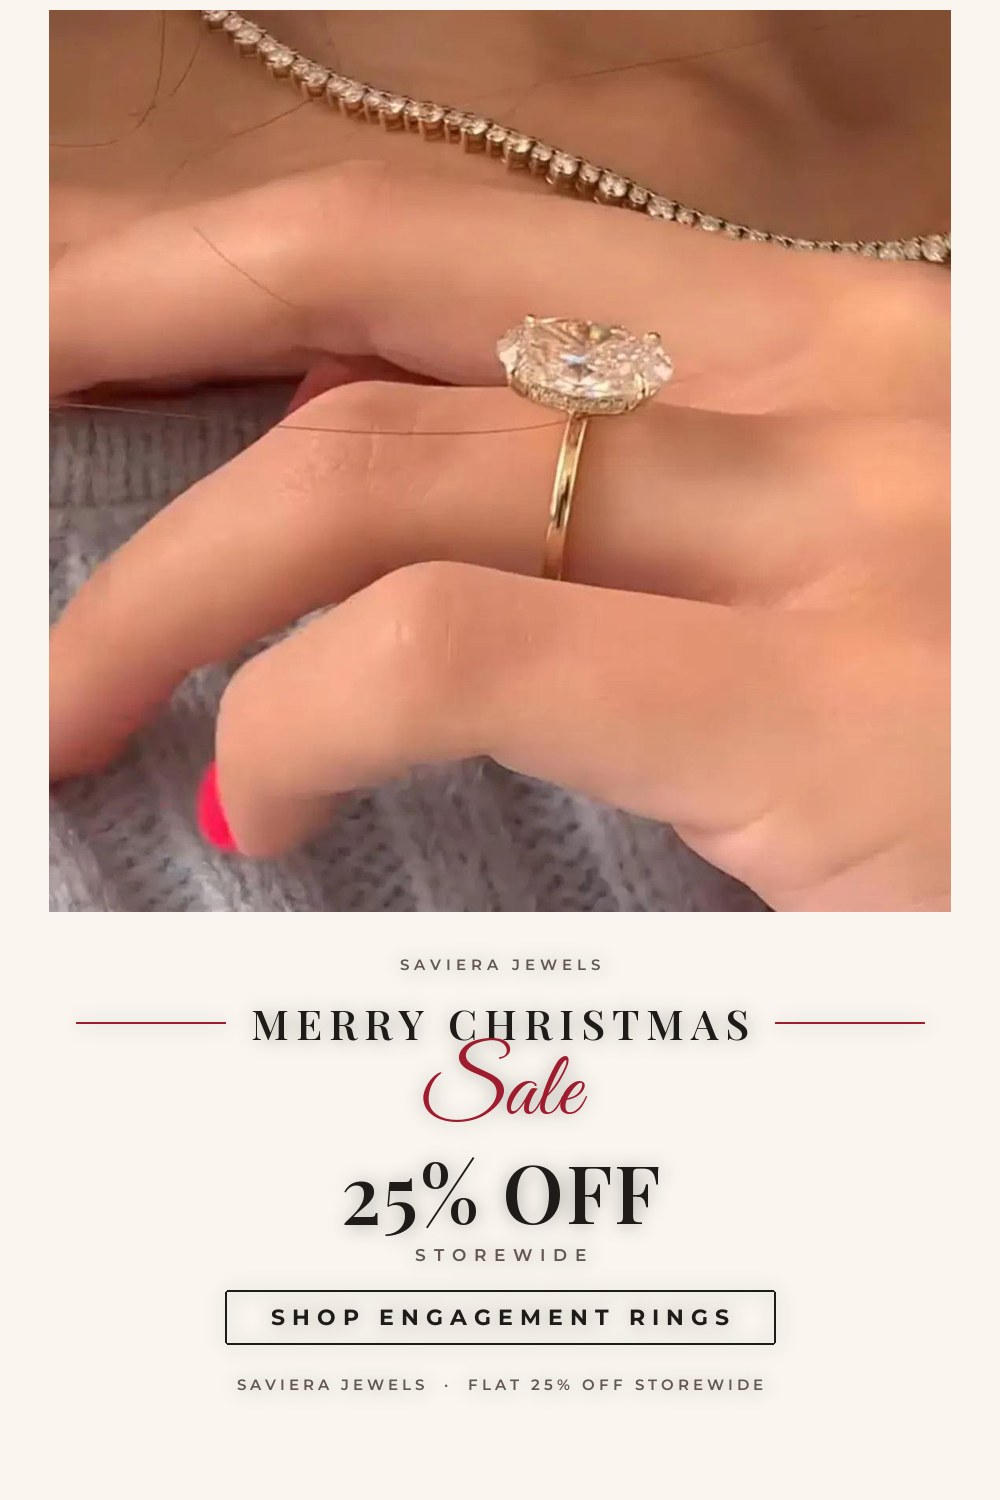 SAVIERA JEWELS
MERRY CHRISTMAS
Sale
25% OFF
STOREWIDE
SHOP ENGAGEMENT RINGS
SAVIERA JEWELS · FLAT 25% OFF STOREWIDE